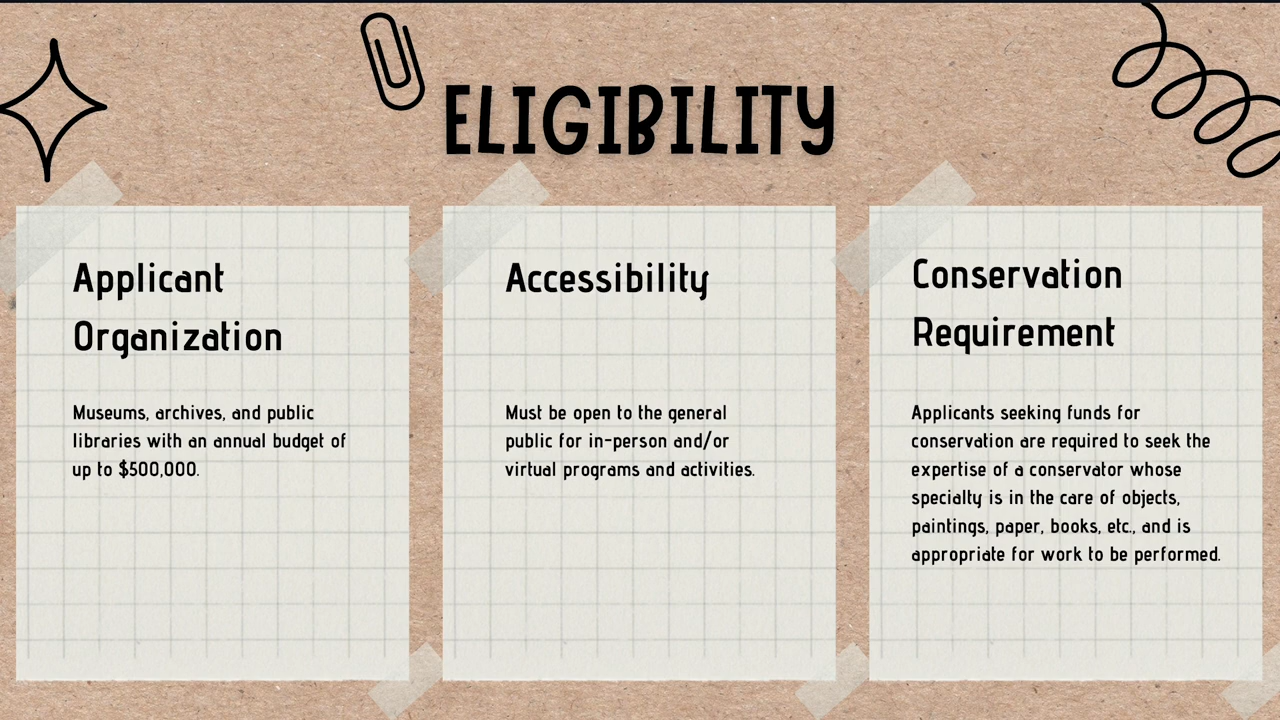 ELIGIBILITY
Applicant
Organization
Museums, archives, and public
libraries with an annual budget of
up to $500,000.
Accessibility
Must be open to the general
public for in-person and/or
virtual programs and activities.
Conservation
Requirement
Applicants seeking funds for
conservation are required to seek the
expertise of a conservator whose
specialty is in the care of objects,
paintings, paper, books, etc., and is
appropriate for work to be performed.